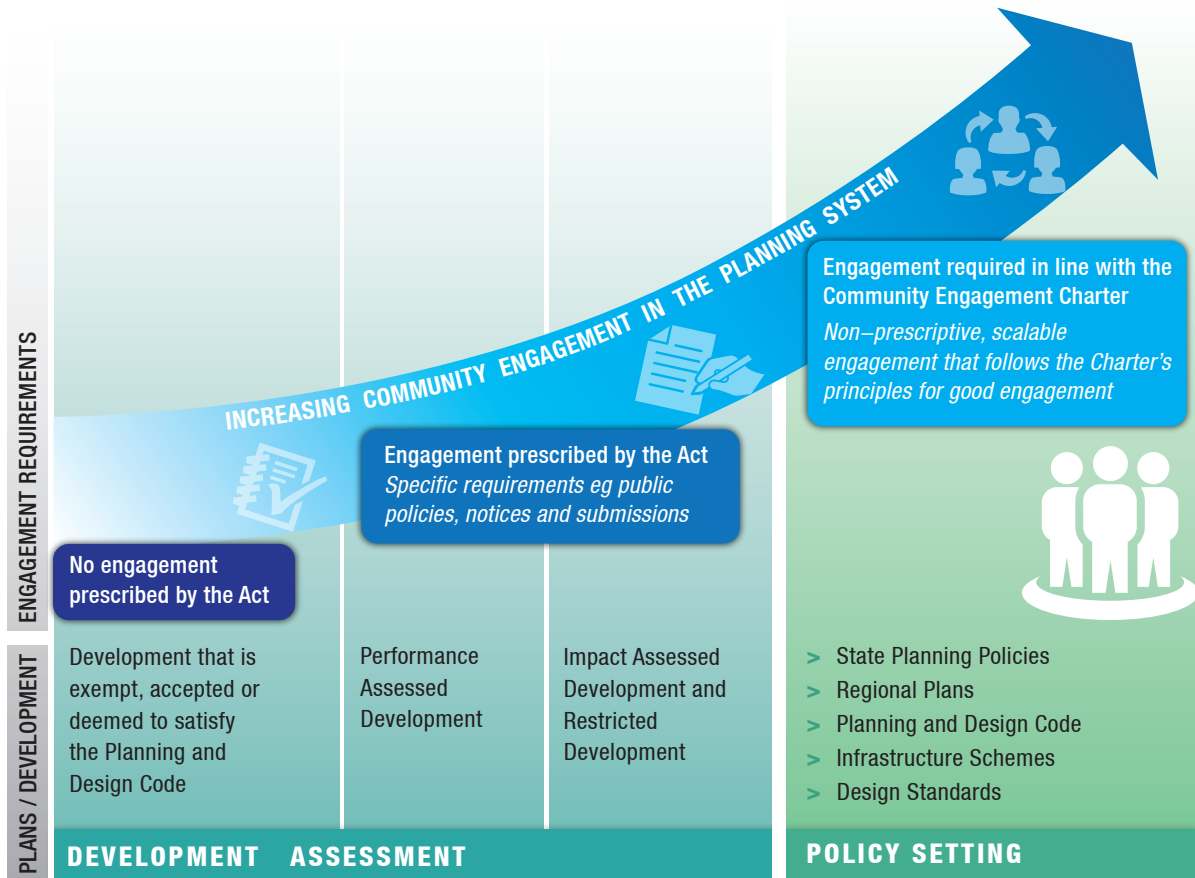 ENGAGEMENT REQUIREMENTS
INCREASING COMMUNITY ENGAGEMENT IN THE PLANNING SYSTEM
No engagement
prescribed by the Act
Engagement prescribed by the Act
Specific requirements eg public
policies, notices and submissions
Engagement required in line with the
Community Engagement Charter
Non–prescriptive, scalable
engagement that follows the Charter’s
principles for good engagement
PLANS / DEVELOPMENT
Development that is
exempt, accepted or
deemed to satisfy
the Planning and
Design Code
Performance
Assessed
Development
Impact Assessed
Development and
Restricted
Development
> State Planning Policies
> Regional Plans
> Planning and Design Code
> Infrastructure Schemes
> Design Standards
DEVELOPMENT ASSESSMENT
POLICY SETTING